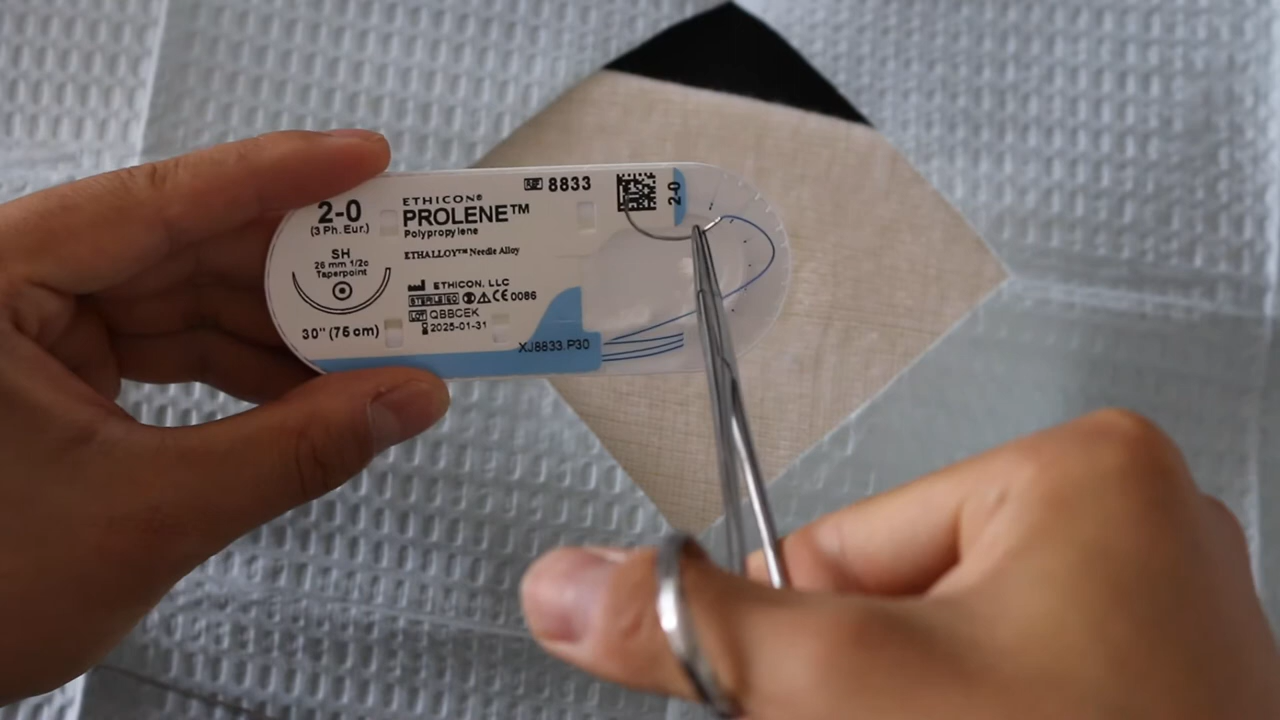 2-0
(3 Ph. Eur.)
SH
26 mm 1/2c
Taperpoint
30" (75 cm)
ETHICON®
PROLENE™
Polypropylene
ETHALLOY™ Needle Alloy
ETHICON, LLC
STERILE EO CE 0086
LOT QBBCEK
2025-01-31
XJ8833.P30
REF 8833
2-0